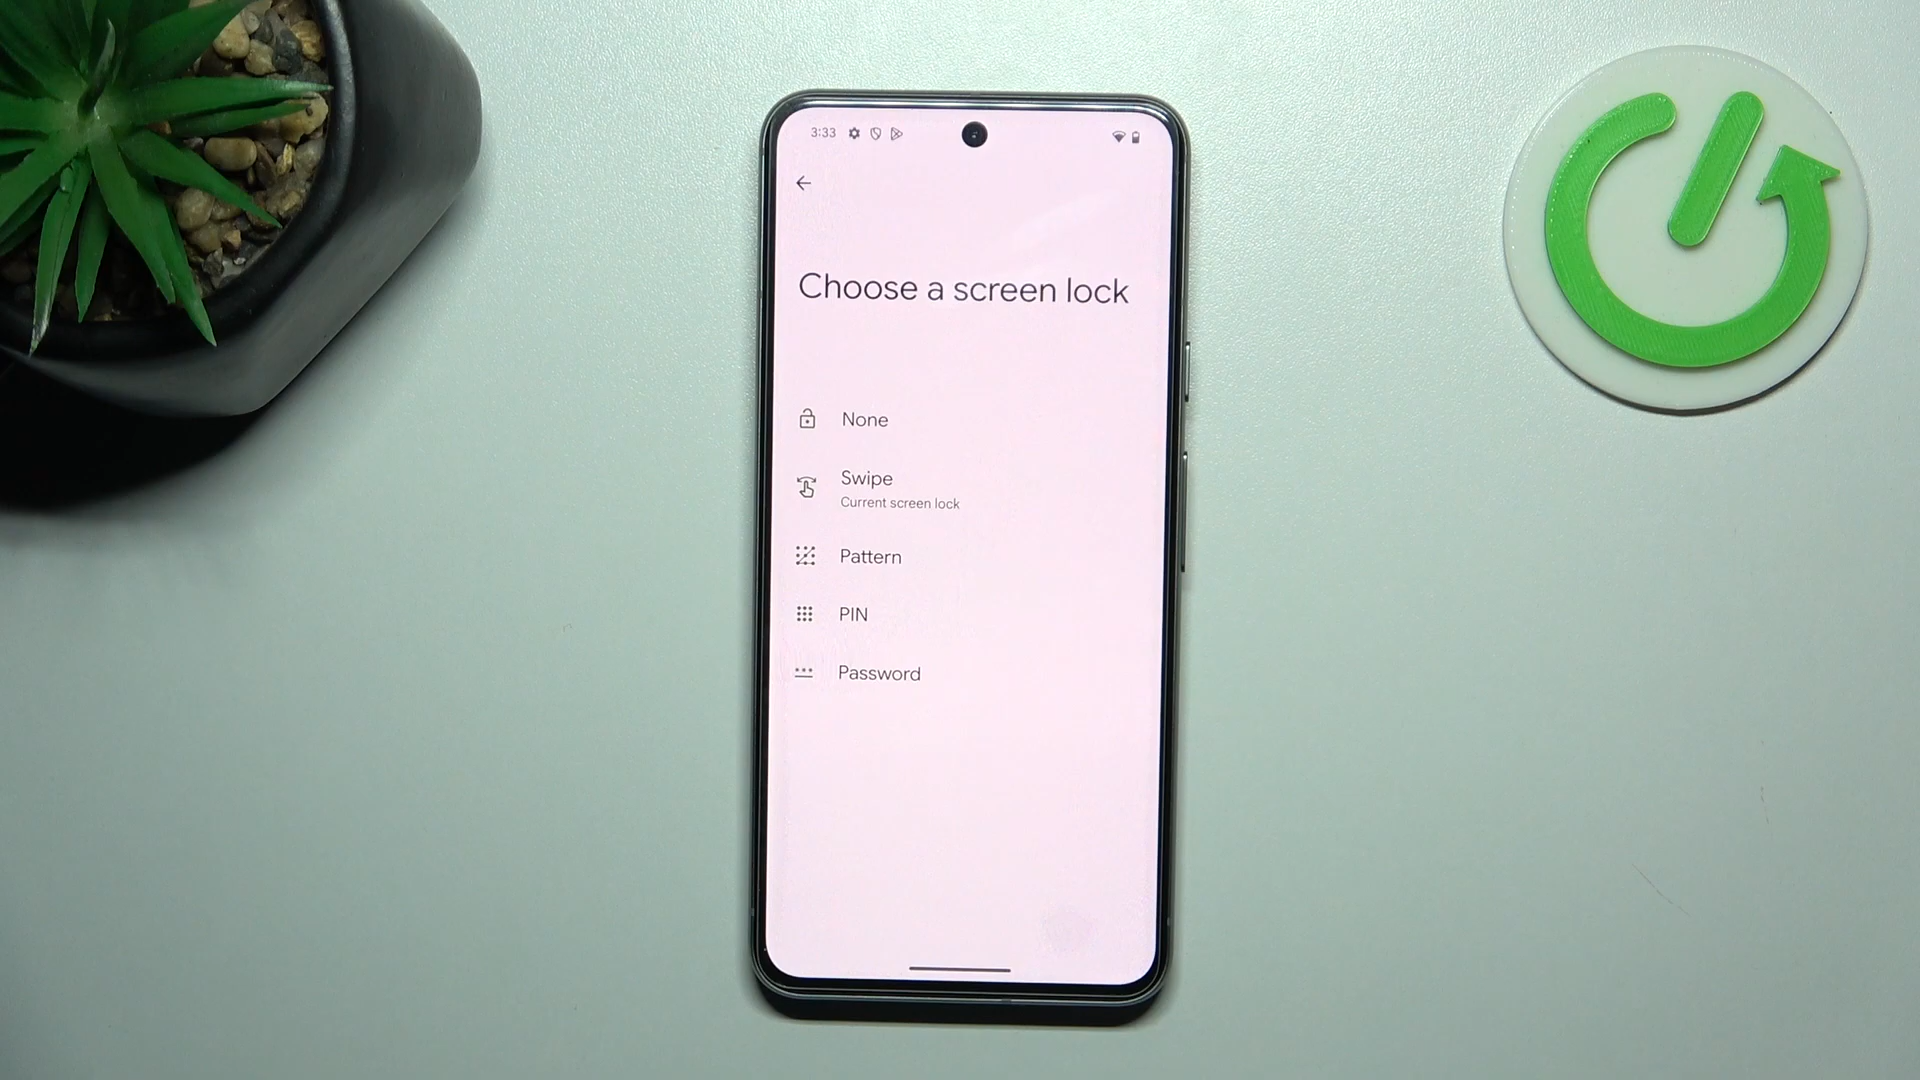 3:33
Choose a screen lock
None
Swipe
Current screen lock
Pattern
PIN
Password